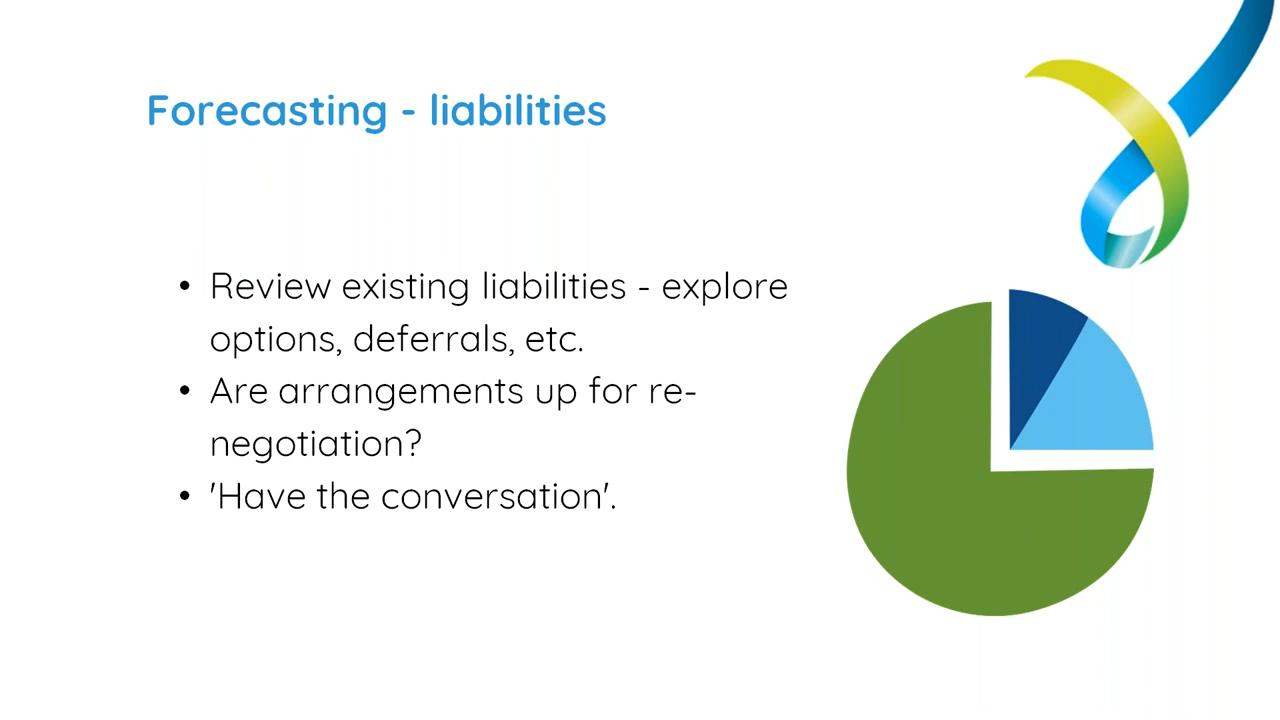 Forecasting - liabilities
• Review existing liabilities - explore
options, deferrals, etc.
• Are arrangements up for re-
negotiation?
• 'Have the conversation'.